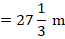 = 27 1/3 m